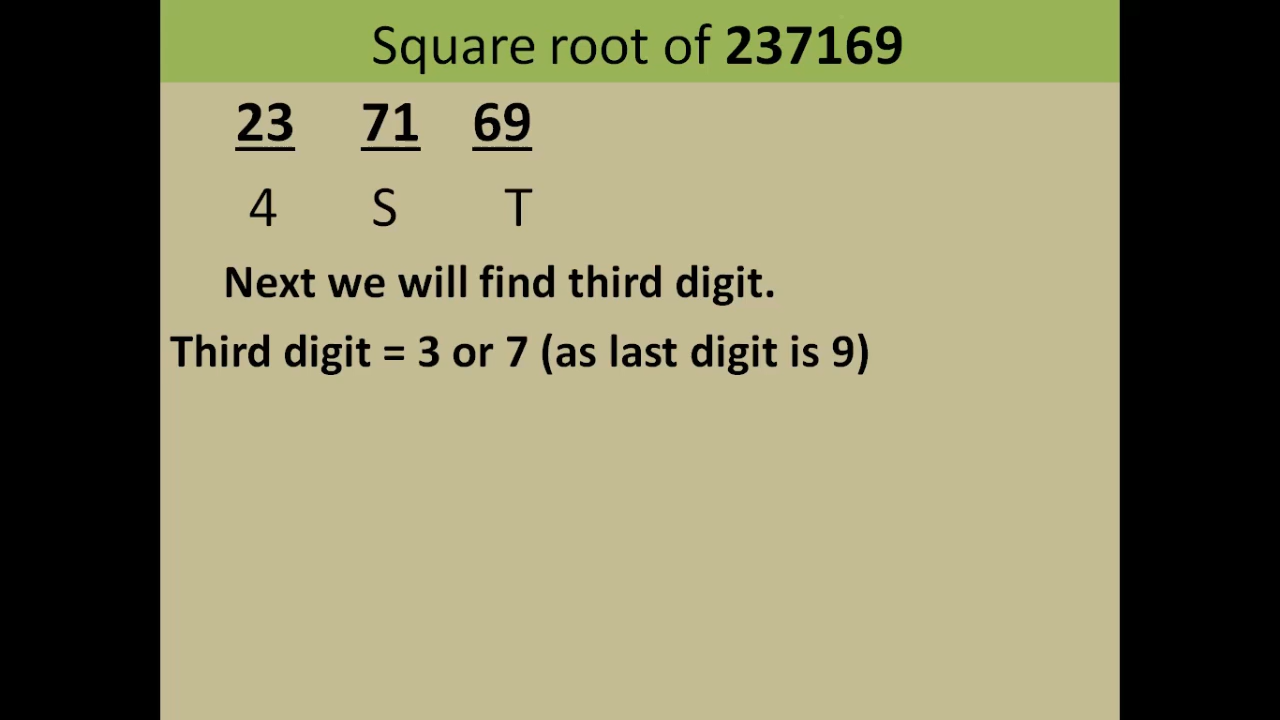 Square root of 237169
23 71 69
4 S T
Next we will find third digit.
Third digit = 3 or 7 (as last digit is 9)